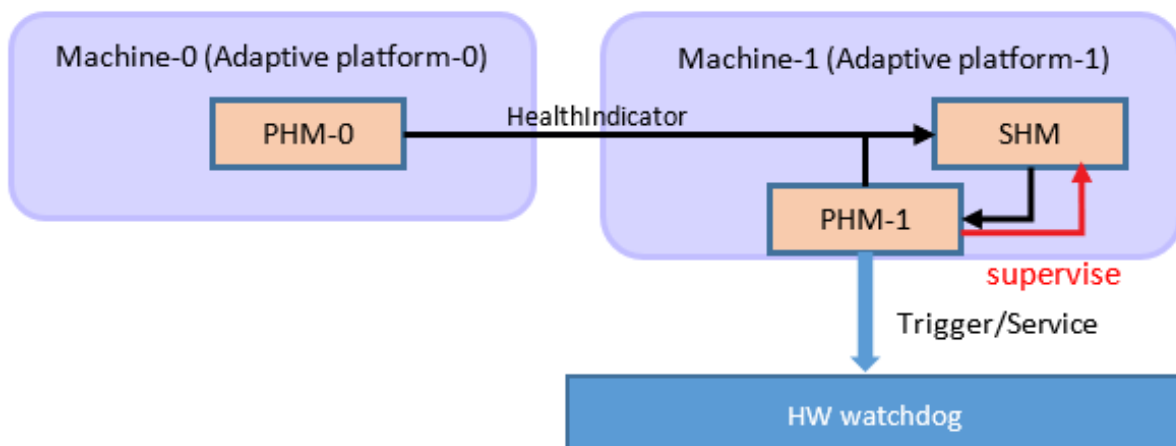 Machine-0 (Adaptive platform-0)
Machine-1 (Adaptive platform-1)
PHM-0
HealthIndicator
SHM
PHM-1
supervise
Trigger/Service
HW watchdog